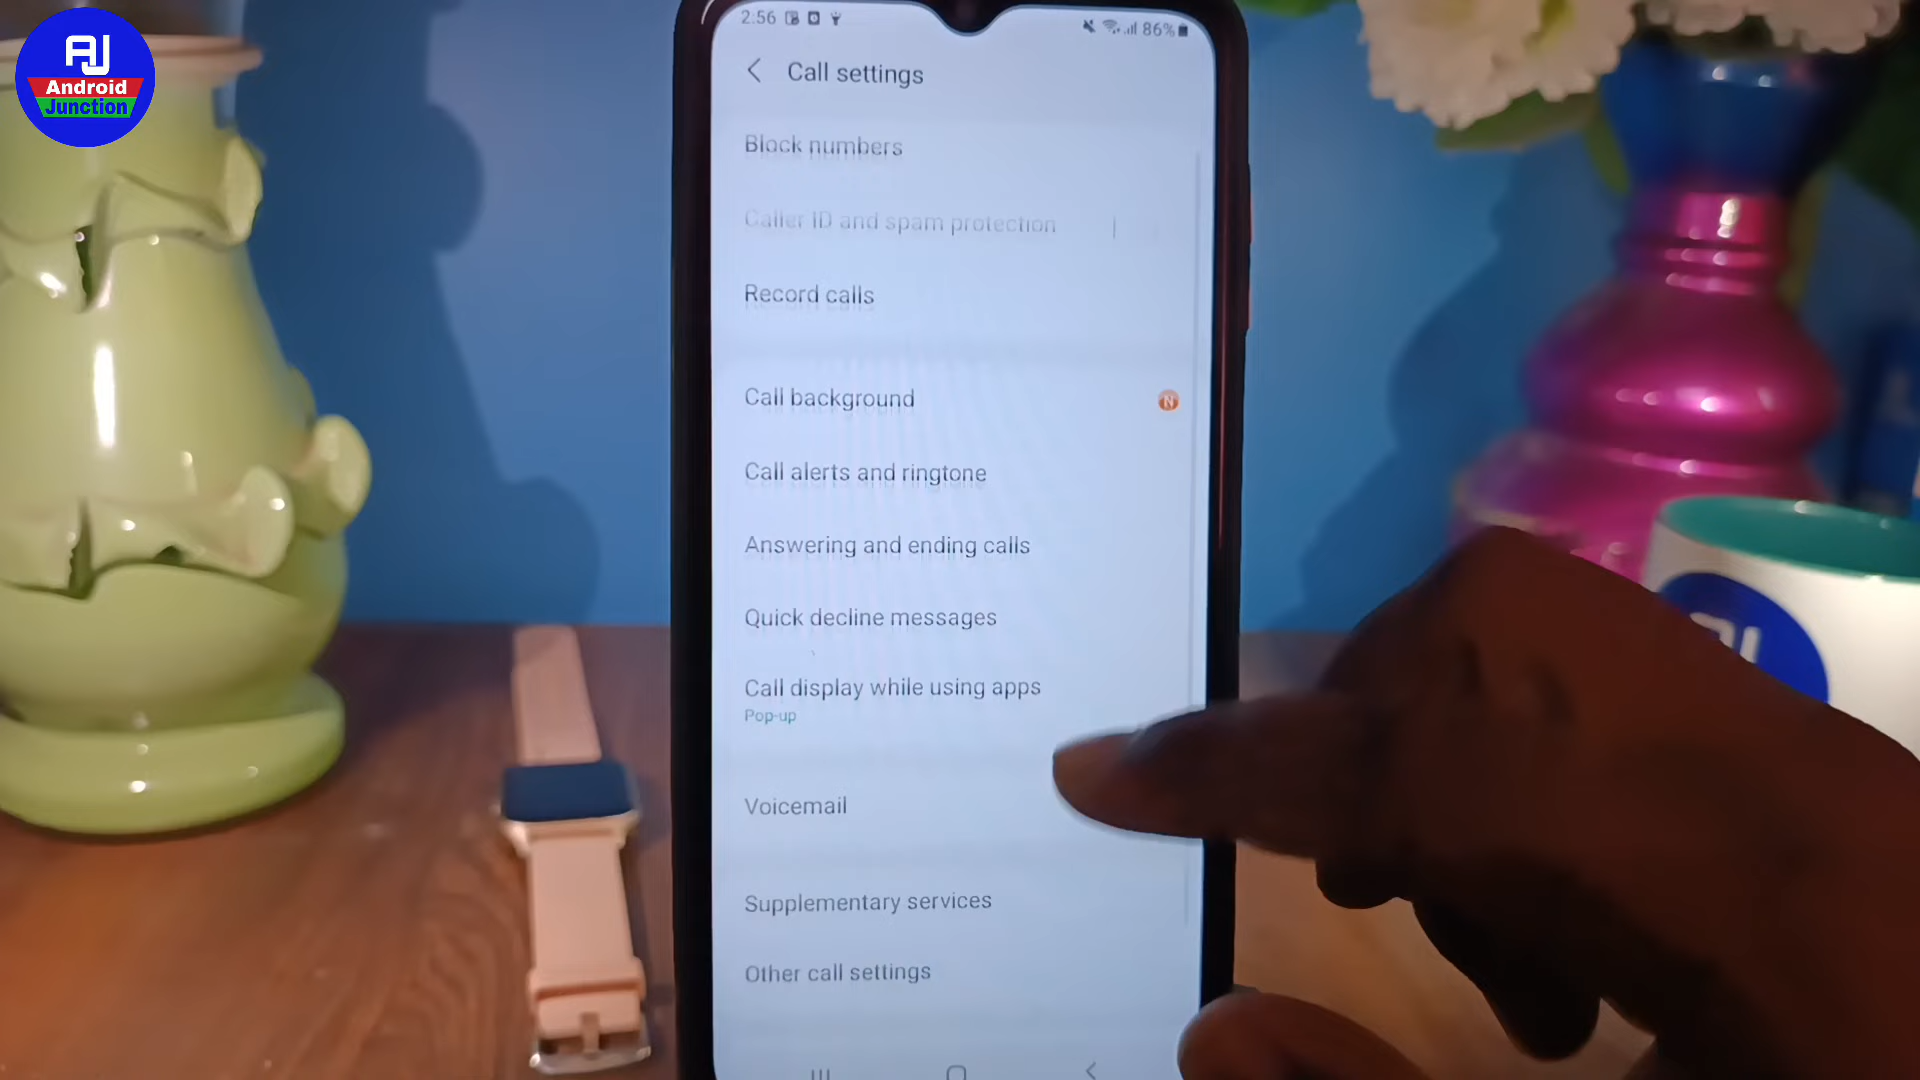 AJ
Android
Junction
2.56
86%
Call settings
Block numbers
Caller ID and spam protection
Record calls
Call background
N
Call alerts and ringtone
Answering and ending calls
Quick decline messages
Call display while using apps
Pop-up
Voicemail
Supplementary services
Other call settings
AJ